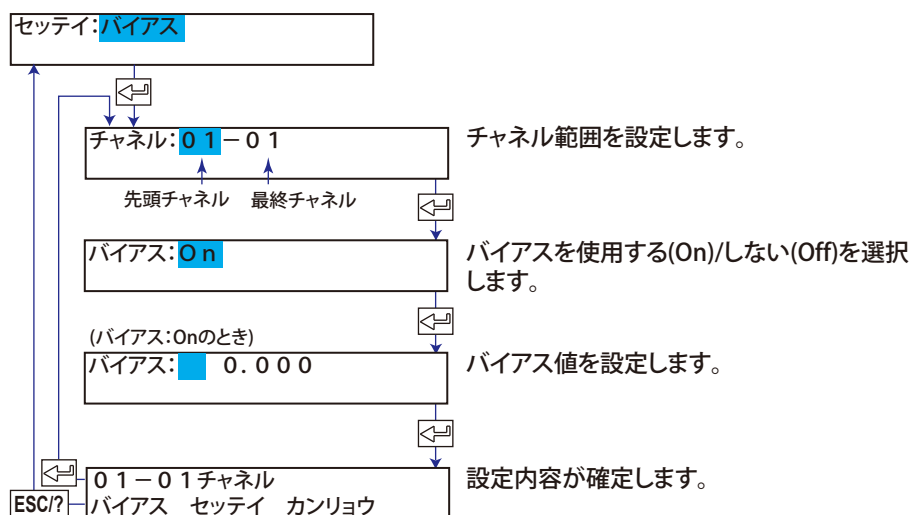 セッテイ:バイアス
チャネル:01-01
チャネル範囲を設定します。
先頭チャネル 最終チャネル
バイアス:On
バイアスを使用する(On)/しない(Off)を選択
します。
(バイアス:Onのとき)
バイアス: 0.000
バイアス値を設定します。
01-01チャネル
設定内容が確定します。
ESC/?
バイアス セッテイ カンリョウ